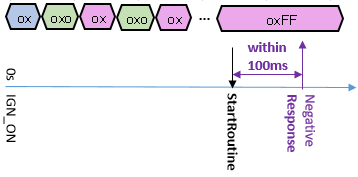 0x 0x0 0x 0x0 0x ... 0xFF
within
100ms
0s
IGN_ON
StartRoutine
Negative
Response